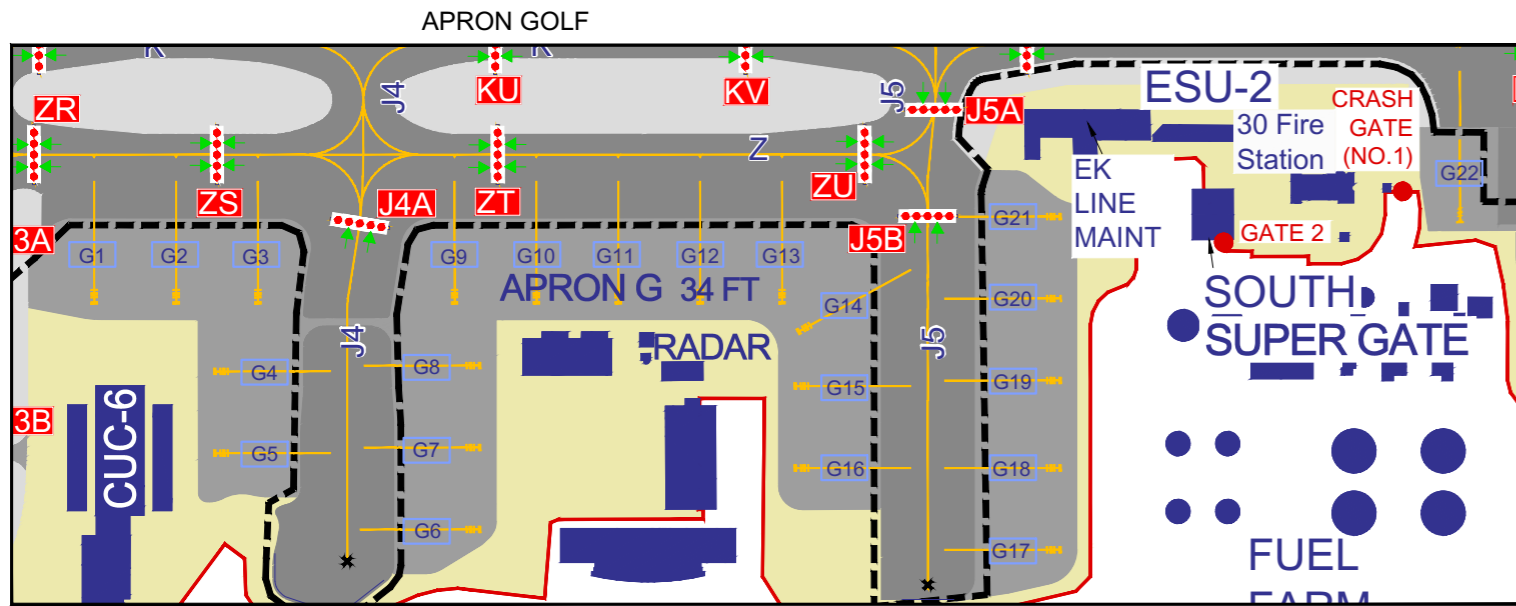 APRON GOLF
K
K
KU
KV
ZR
J4
J5
J5A
ESU-2
CRASH
GATE
(NO.1)
30 Fire
Station
Z
ZS
ZT
ZU
J4A
J5B
EK
LINE
MAINT
G22
G21
3A
G1
G2
G3
G9
G10
G11
G12
G13
GATE 2
APRON G 34 FT
G14
G20
SOUTH
SUPER GATE
J4
J5
RADAR
G4
G8
G15
G19
3B
CUC-6
G5
G7
G16
G18
G6
G17
FUEL
FARM